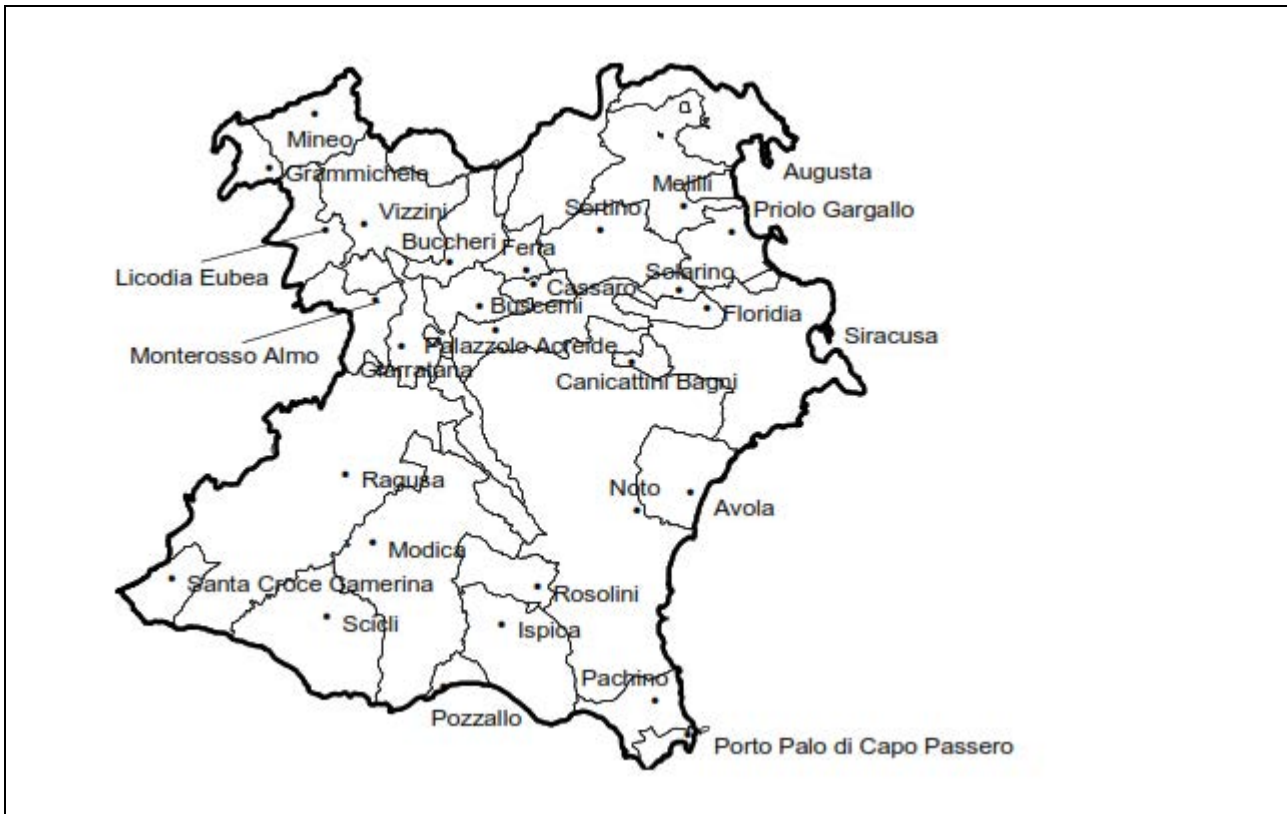 Mineo
Grammichele
Augusta
Melilli
Vizzini
Sortino
Priolo Gargallo
Buccheri
Ferla
Licodia Eubea
Solarino
Cassaro
Buscemi
Floridia
Siracusa
Monterosso Almo
Palazzolo Acreide
Giarratana
Canicattini Bagni
Ragusa
Noto
Avola
Modica
Santa Croce Camerina
Rosolini
Scicli
Ispica
Pachino
Pozzallo
Porto Palo di Capo Passero